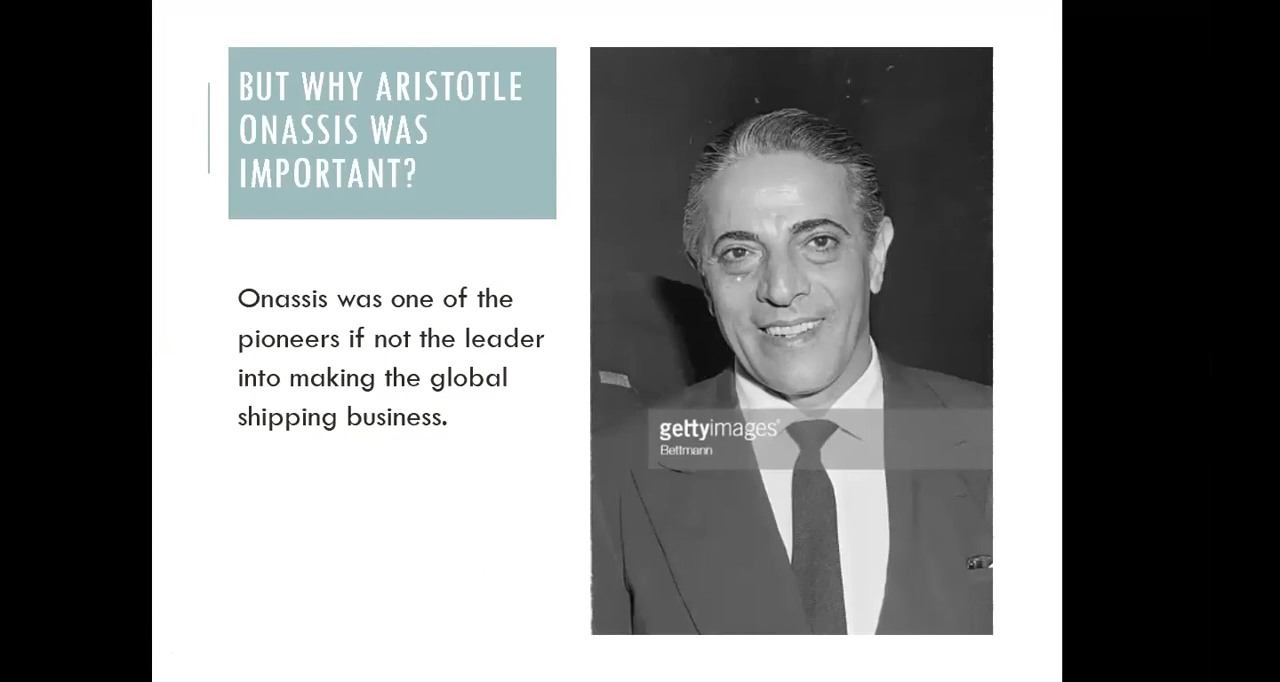 BUT WHY ARISTOTLE
ONASSIS WAS
IMPORTANT?
Onassis was one of the
pioneers if not the leader
into making the global
shipping business.
gettyimages®
Bettmann